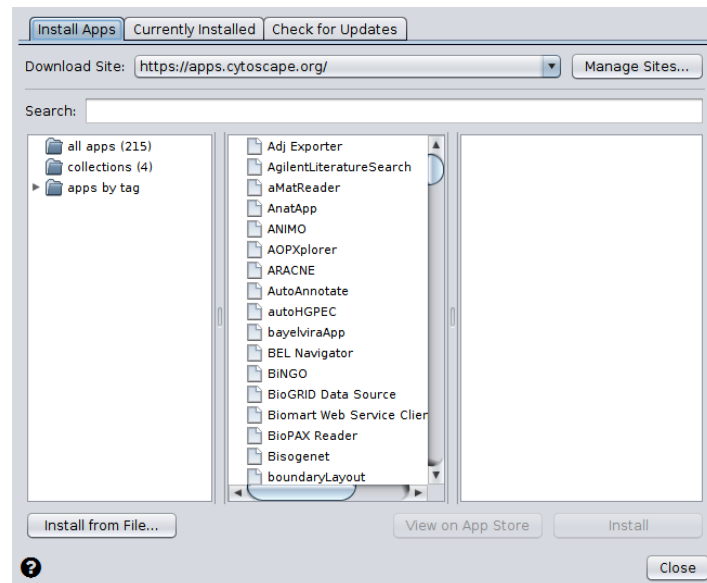 Install Apps Currently Installed Check for Updates
Download Site: https://apps.cytoscape.org/ Manage Sites...
Search:
all apps (215)
collections (4)
apps by tag
Adj Exporter
AgilentLiteratureSearch
aMatReader
AnatApp
ANIMO
AOPXplorer
ARACNE
AutoAnnotate
autoHGPEC
bayelviraApp
BEL Navigator
BiNGO
BioGRID Data Source
Biomart Web Service Clier
BioPAX Reader
Bisogenet
boundaryLayout
Install from File... View on App Store Install
? Close